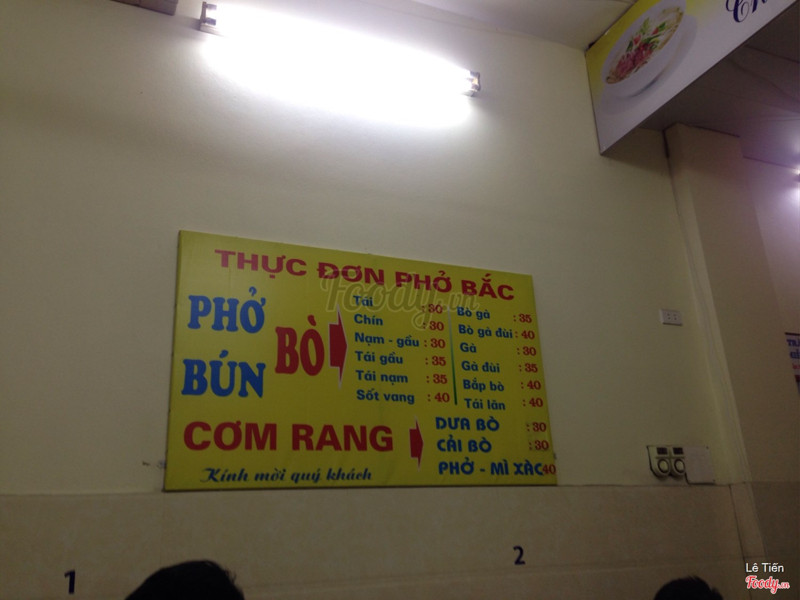 THỰC ĐƠN PHỞ BẮC
PHỞ
BÚN
BÒ
Tái : 30
Chín : 30
Nạm - gầu : 30
Tái gầu : 35
Tái nạm : 35
Sốt vang : 40
Bò gà : 35
Bò gà đùi : 40
Gà : 30
Gà đùi : 35
Bắp bò : 40
Tái lăn : 40
CƠM RANG
DƯA BÒ : 30
CẢI BÒ : 30
PHỞ - MÌ XÀO 40
Kính mời quý khách
1
2
Foody.vn
Lê Tiến
Foody.vn